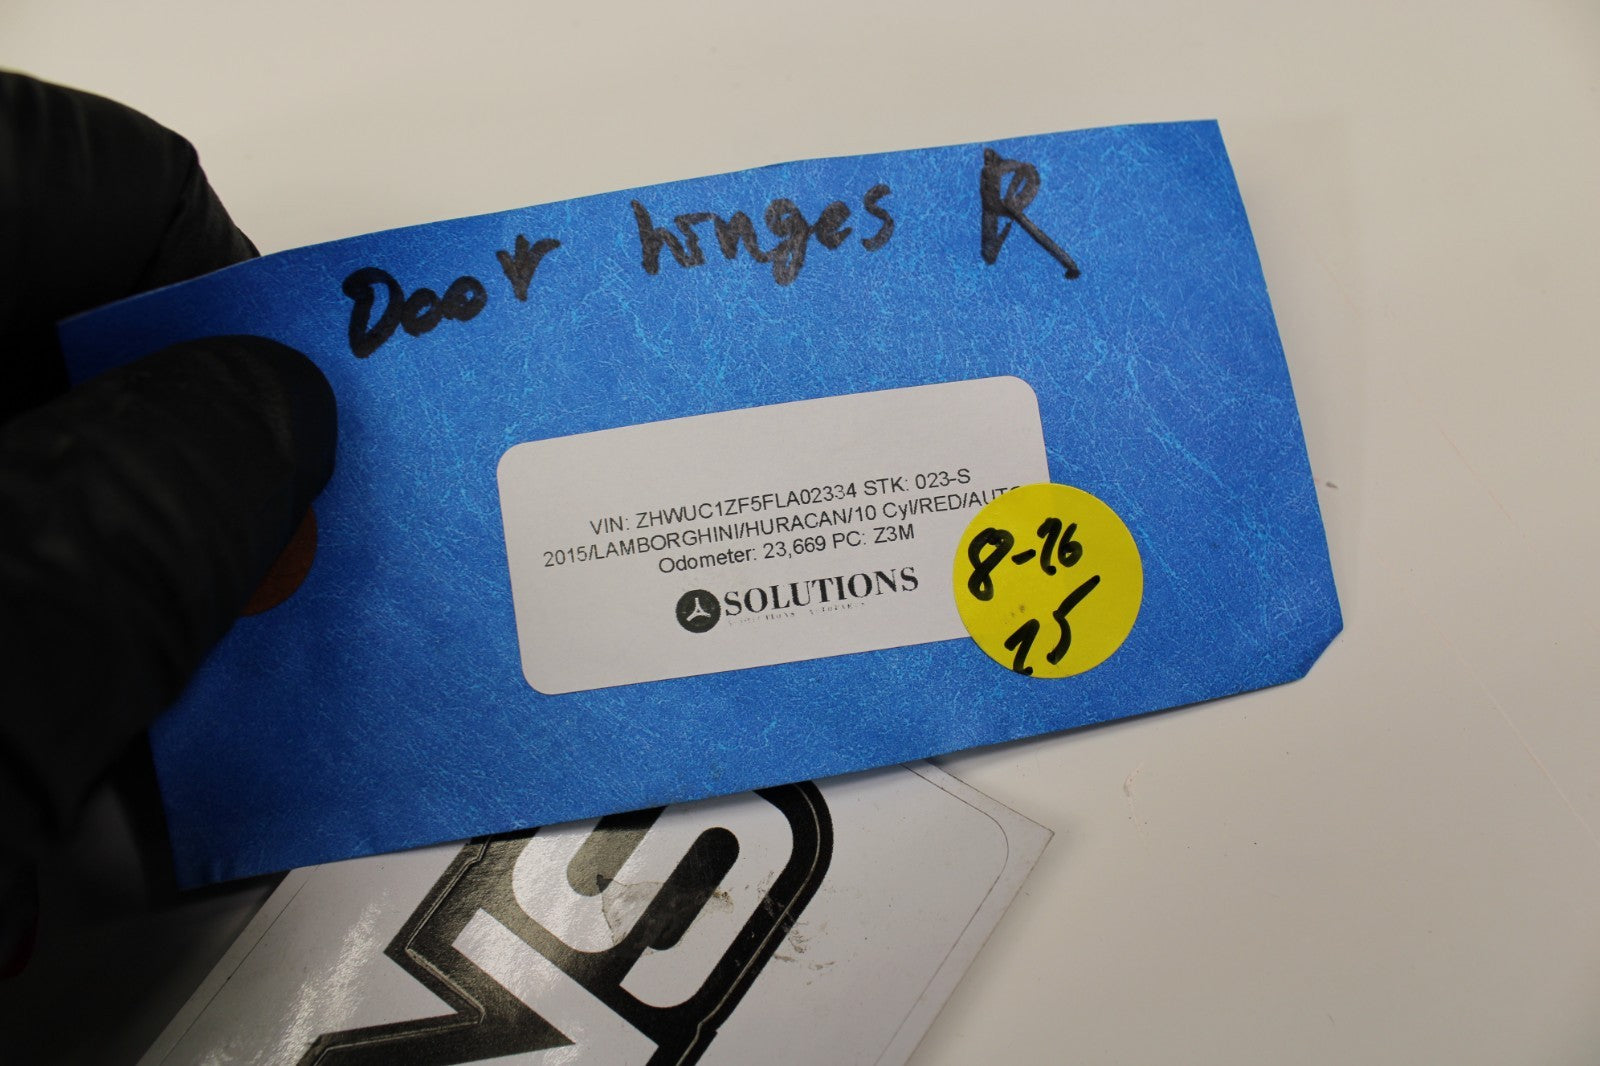 Door hinges R
VIN: ZHWUC1ZF5FLA02334 STK: 023-S
2015/LAMBORGHINI/HURACAN/10 Cyl/RED/AUTO
Odometer: 23,669 PC: Z3M
SOLUTIONS
8-26
25